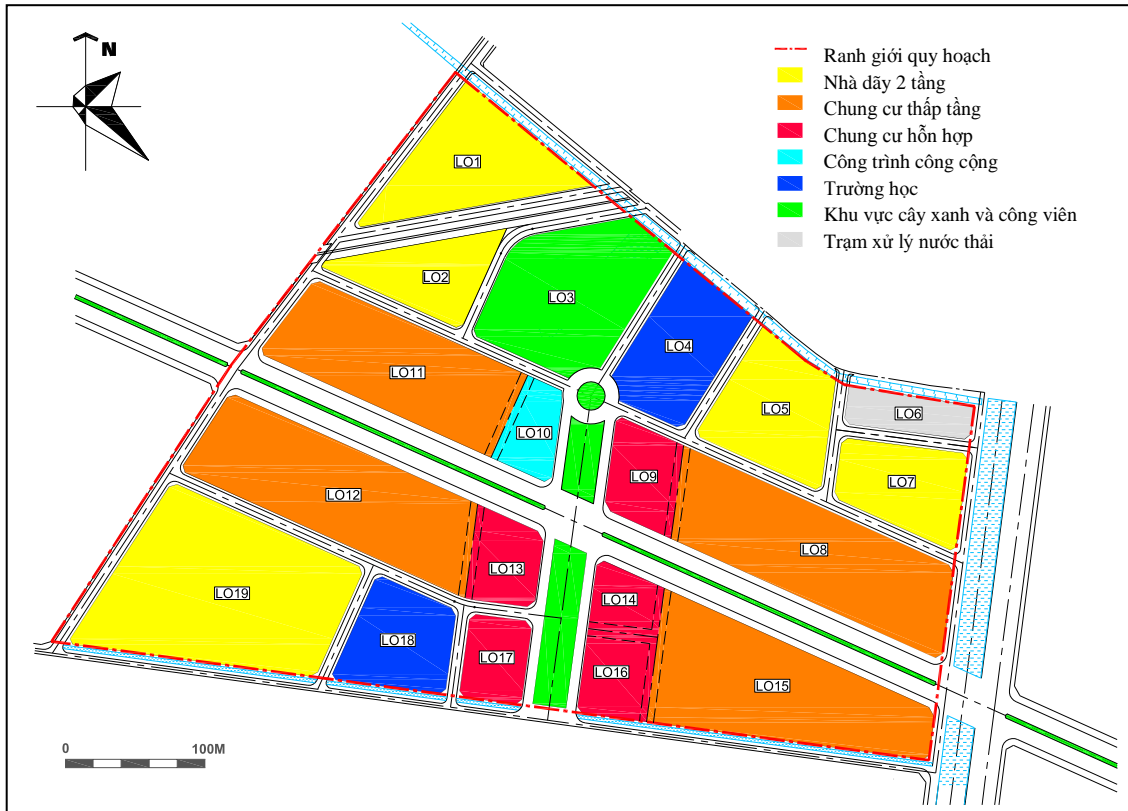 N
Ranh giới quy hoạch
Nhà dãy 2 tầng
Chung cư thấp tầng
Chung cư hỗn hợp
Công trình công cộng
Trường học
Khu vực cây xanh và công viên
Trạm xử lý nước thải
LO1
LO2
LO3
LO4
LO11
LO5
LO6
LO10
LO9
LO7
LO12
LO8
LO13
LO14
LO19
LO18
LO17
LO16
LO15
0 100M